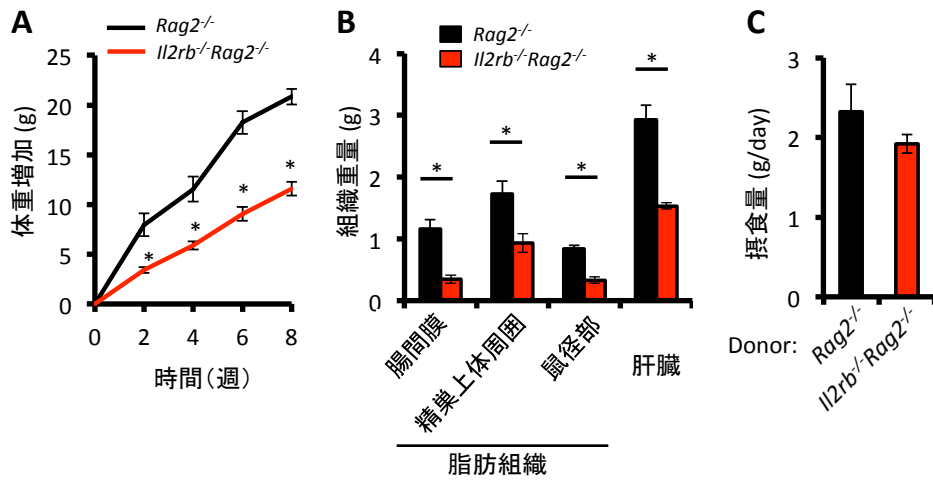 A
Rag2-/-
Il2rb-/-Rag2-/-
体重増加 (g)
25
20
15
10
5
0
*
*
*
*
0
2
4
6
8
時間(週)
B
Rag2-/-
Il2rb-/-Rag2-/-
組織重量 (g)
4
3
2
1
0
*
*
*
*
腸間膜
精巣上体周囲
鼠径部
肝臓
脂肪組織
C
摂食量 (g/day)
3
2
1
0
Donor:
Rag2-/-
Il2rb-/-Rag2-/-